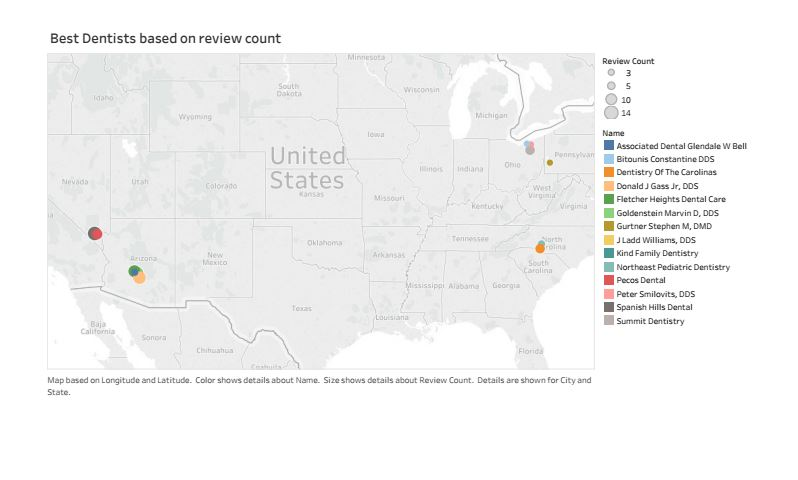 Best Dentists based on review count
Minnesota
Idaho
South
Dakota
Wisconsin
Wyoming
Michigan
Iowa
United
States
Pennsylvan
Nevada
Utah
Colorado
Kansas
Illinois
Indiana
Ohio
Missouri
West
Virginia
Virginia
Kentucky
Arizona
New
Mexico
Oklahoma
Arkansas
Tennessee
North
Carolina
South
Carolina
Mississippi
Alabama
Georgia
Texas
Louisiana
Baja
California
Sonora
Chihuahua
Coahuila
Florida
Review Count
3
5
10
14
Name
Associated Dental Glendale W Bell
Bitounis Constantine DDS
Dentistry Of The Carolinas
Donald J Gass Jr, DDS
Fletcher Heights Dental Care
Goldenstein Marvin D, DDS
Gurtner Stephen M, DMD
J Ladd Williams, DDS
Kind Family Dentistry
Northeast Pediatric Dentistry
Pecos Dental
Peter Smilovits, DDS
Spanish Hills Dental
Summit Dentistry
Map based on Longitude and Latitude. Color shows details about Name. Size shows details about Review Count. Details are shown for City and
State.